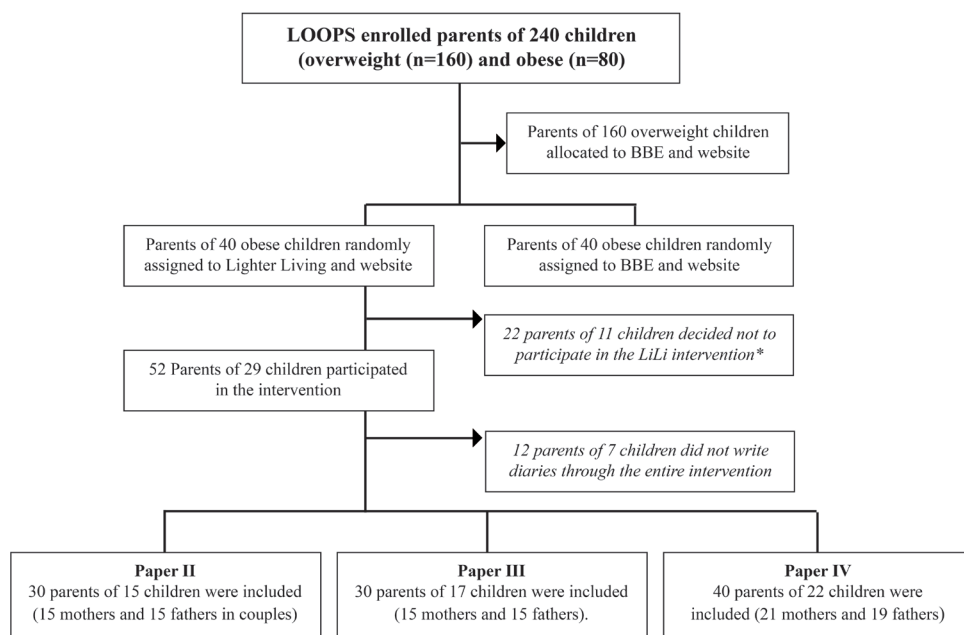 LOOPS enrolled parents of 240 children
(overweight (n=160) and obese (n=80)
Parents of 160 overweight children
allocated to BBE and website
Parents of 40 obese children randomly
assigned to Lighter Living and website
Parents of 40 obese children randomly
assigned to BBE and website
22 parents of 11 children decided not to
participate in the LiLi intervention*
52 Parents of 29 children participated
in the intervention
12 parents of 7 children did not write
diaries through the entire intervention
Paper II
30 parents of 15 children were included
(15 mothers and 15 fathers in couples)
Paper III
30 parents of 17 children were included
(15 mothers and 15 fathers).
Paper IV
40 parents of 22 children were
included (21 mothers and 19 fathers)